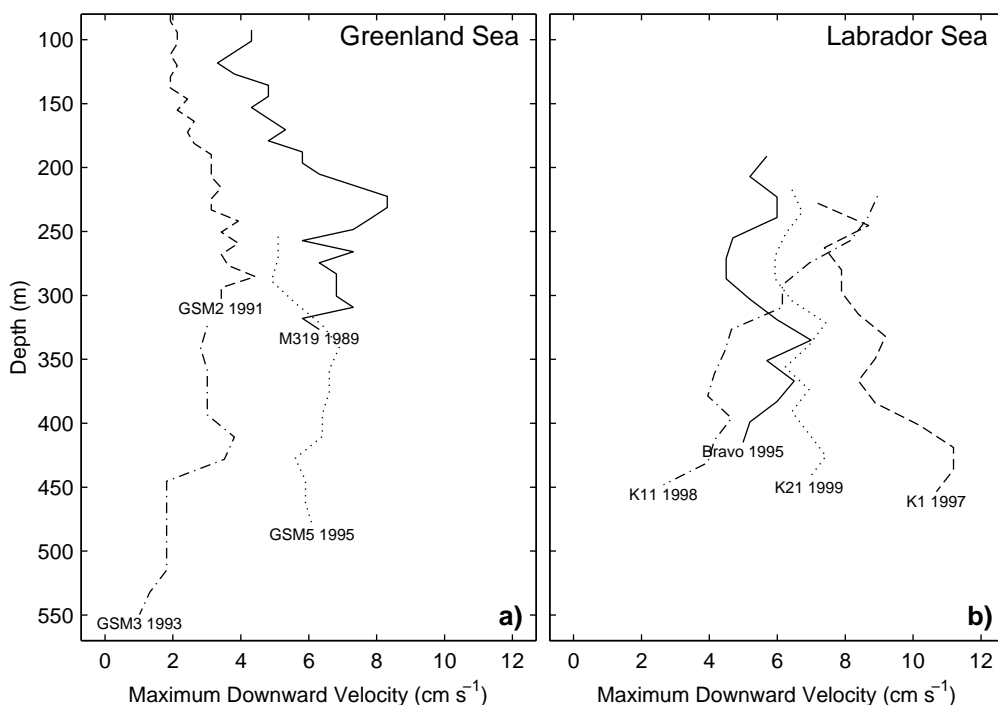 Greenland Sea
Labrador Sea
100
150
200
250
300
350
400
450
500
550
Depth (m)
GSM2 1991
M319 1989
GSM5 1995
GSM3 1993
a)
Bravo 1995
K11 1998
K21 1999
K1 1997
b)
0 2 4 6 8 10 12
0 2 4 6 8 10 12
Maximum Downward Velocity (cm s⁻¹)
Maximum Downward Velocity (cm s⁻¹)